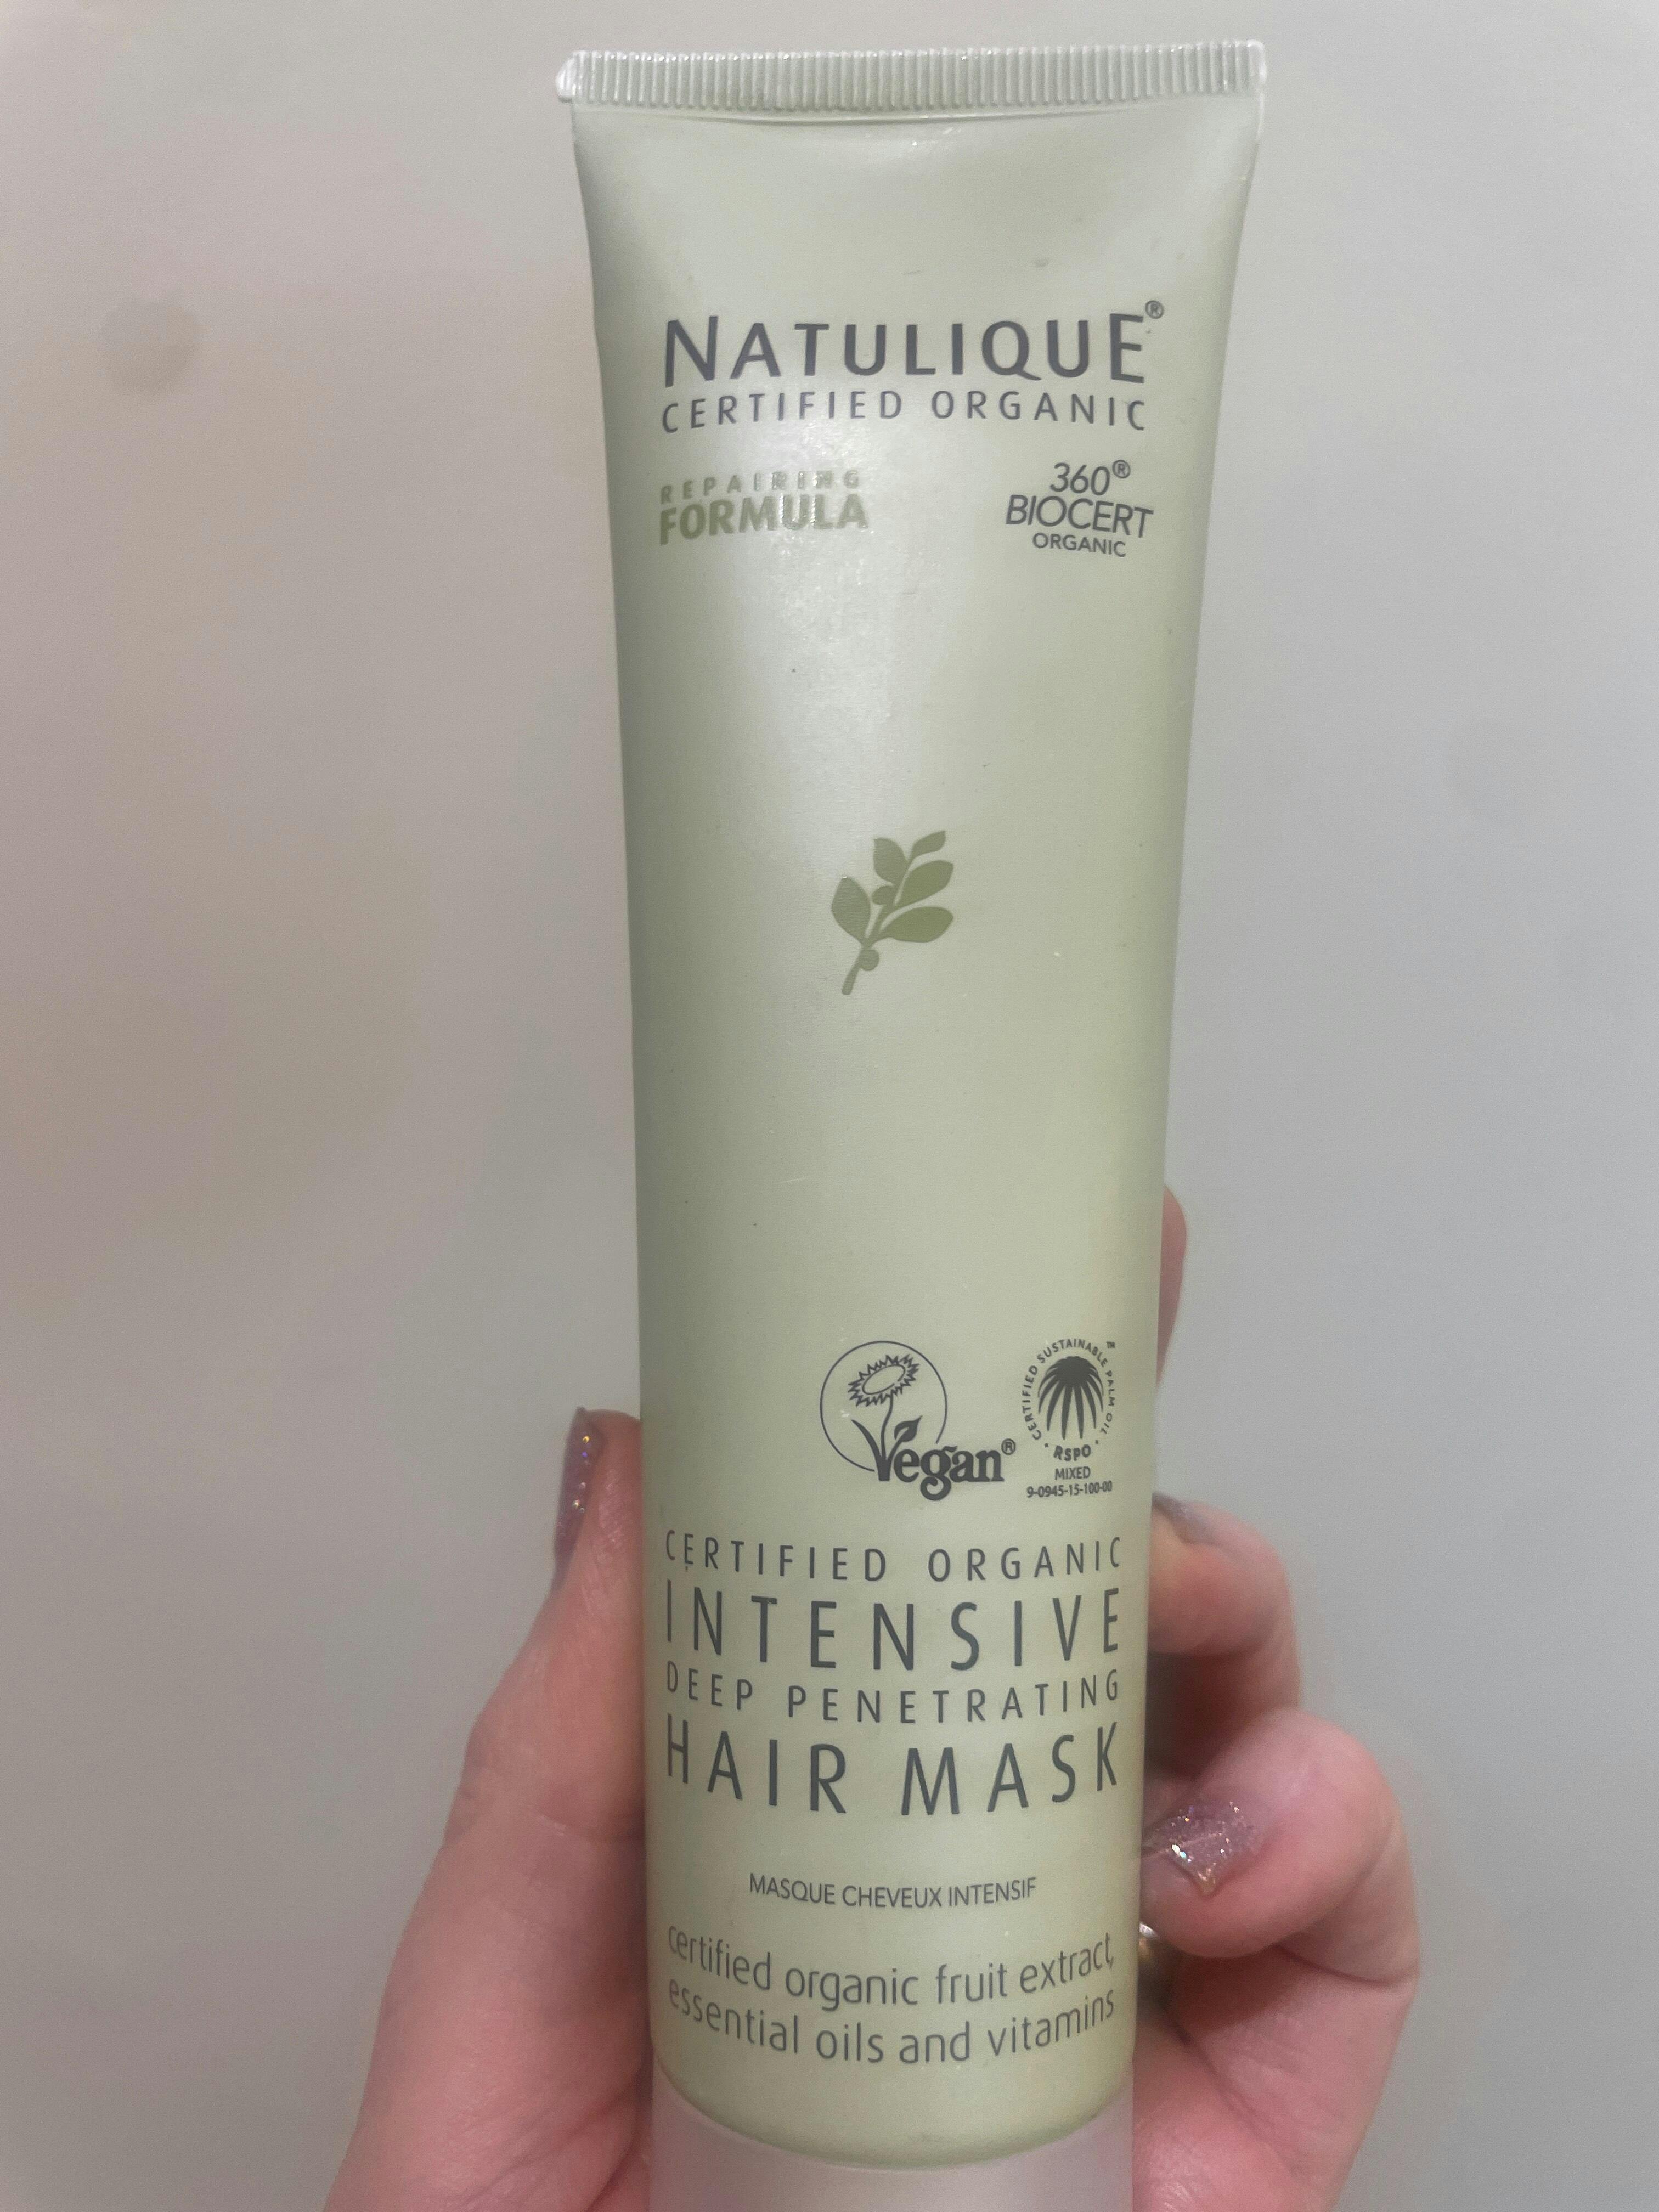 NATULIQUE®
CERTIFIED ORGANIC
REPAIRING
FORMULA
360®
BIOCERT
ORGANIC
Vegan®
CERTIFIED SUSTAINABLE PALM OIL™
RSPO
MIXED
9-0945-15-100-00
CERTIFIED ORGANIC
INTENSIVE
DEEP PENETRATING
HAIR MASK
MASQUE CHEVEUX INTENSIF
certified organic fruit extract,
essential oils and vitamins